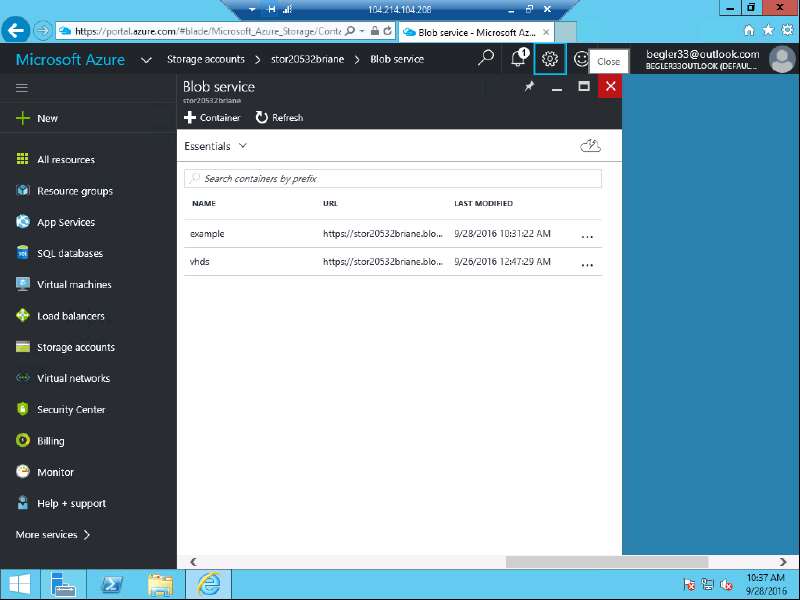 104.214.104.208
https://portal.azure.com/#blade/Microsoft_Azure_Storage/Conta
Blob service - Microsoft Az...
Microsoft Azure
Storage accounts
stor20532briane
Blob service
1
Close
begler33@outlook.com
BEGLER33OUTLOOK (DEFAUL...
Blob service
stor20532briane
Container
Refresh
Essentials
Search containers by prefix
NAME URL LAST MODIFIED
example https://stor20532briane.blo... 9/28/2016 10:31:22 AM ...
vhds https://stor20532briane.blo... 9/26/2016 12:47:29 AM ...
New
All resources
Resource groups
App Services
SQL databases
Virtual machines
Load balancers
Storage accounts
Virtual networks
Security Center
Billing
Monitor
Help + support
More services
10:37 AM
9/28/2016